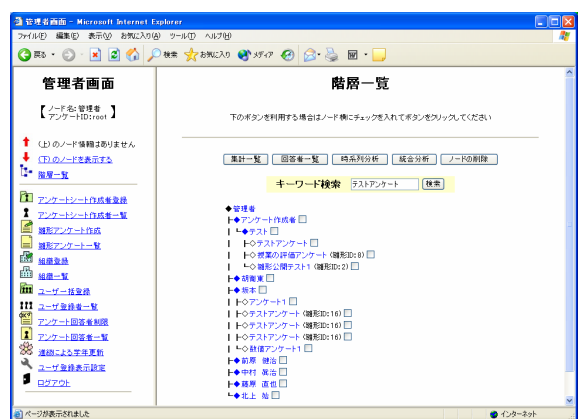 管理者画面 - Microsoft Internet Explorer
ファイル(F) 編集(E) 表示(V) お気に入り(A) ツール(T) ヘルプ(H)
戻る 検索 お気に入り メディア
管理者画面
【 ノード名:管理者 】
アンケートID:root
(上)のノード情報はありません
(下)のノードを表示する
階層一覧
アンケートシート作成者登録
アンケートシート作成者一覧
雛形アンケート作成
雛形アンケート一覧
組織登録
組織一覧
ユーザー括登録
ユーザ登録者一覧
アンケート回答者制限
アンケート回答者一覧
進級による学年更新
ユーザ登録表示設定
ログアウト
階層一覧
下のボタンを利用する場合はノード横にチェックを入れてボタンをクリックしてください
集計一覧 回答者一覧 時系列分析 統合分析 ノードの削除
キーワード検索 テストアンケート 検索
◆管理者
├◆アンケート作成者
| └◆テスト
| ├◇テストアンケート
| ├◇授業の評価アンケート (雛形ID:8)
| └◇雛形公開テスト1 (雛形ID:2)
├◆胡衛東
├◆坂本
| ├◇アンケート1
| ├◇テストアンケート (雛形ID:16)
| ├◇テストアンケート (雛形ID:16)
| ├◇テストアンケート (雛形ID:16)
| └◇数値アンケート1
├◆前原 健治
├◆中村 眞治
├◆藤原 直也
└◆北上 始
ページが表示されました インターネット